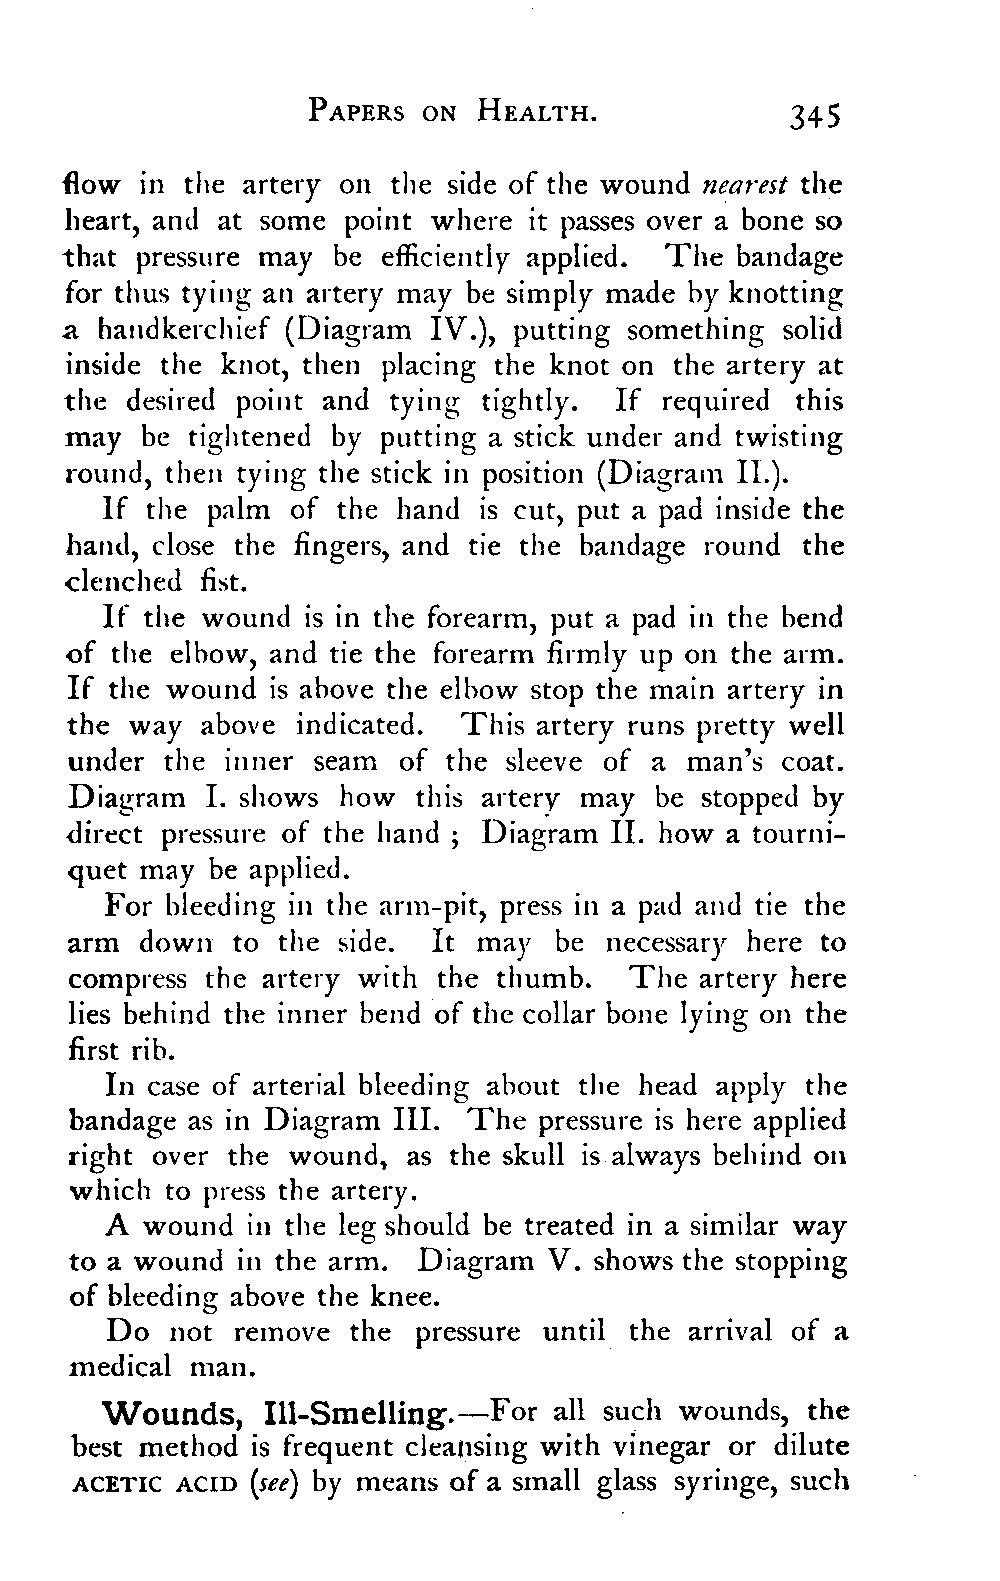 PAPERS ON HEALTH. 345
flow in the artery on the side of the wound nearest the
heart, and at some point where it passes over a bone so
that pressure may be efficiently applied. The bandage
for thus tying an artery may be simply made by knotting
a handkerchief (Diagram IV.), putting something solid
inside the knot, then placing the knot on the artery at
the desired point and tying tightly. If required this
may be tightened by putting a stick under and twisting
round, then tying the stick in position (Diagram II.).
If the palm of the hand is cut, put a pad inside the
hand, close the fingers, and tie the bandage round the
clenched fist.
If the wound is in the forearm, put a pad in the bend
of the elbow, and tie the forearm firmly up on the arm.
If the wound is above the elbow stop the main artery in
the way above indicated. This artery runs pretty well
under the inner seam of the sleeve of a man's coat.
Diagram I. shows how this artery may be stopped by
direct pressure of the hand ; Diagram II. how a tourni-
quet may be applied.
For bleeding in the arm-pit, press in a pad and tie the
arm down to the side. It may be necessary here to
compress the artery with the thumb. The artery here
lies behind the inner bend of the collar bone lying on the
first rib.
In case of arterial bleeding about the head apply the
bandage as in Diagram III. The pressure is here applied
right over the wound, as the skull is always behind on
which to press the artery.
A wound in the leg should be treated in a similar way
to a wound in the arm. Diagram V. shows the stopping
of bleeding above the knee.
Do not remove the pressure until the arrival of a
medical man.
Wounds, Ill-Smelling.—For all such wounds, the
best method is frequent cleansing with vinegar or dilute
ACETIC ACID (see) by means of a small glass syringe, such